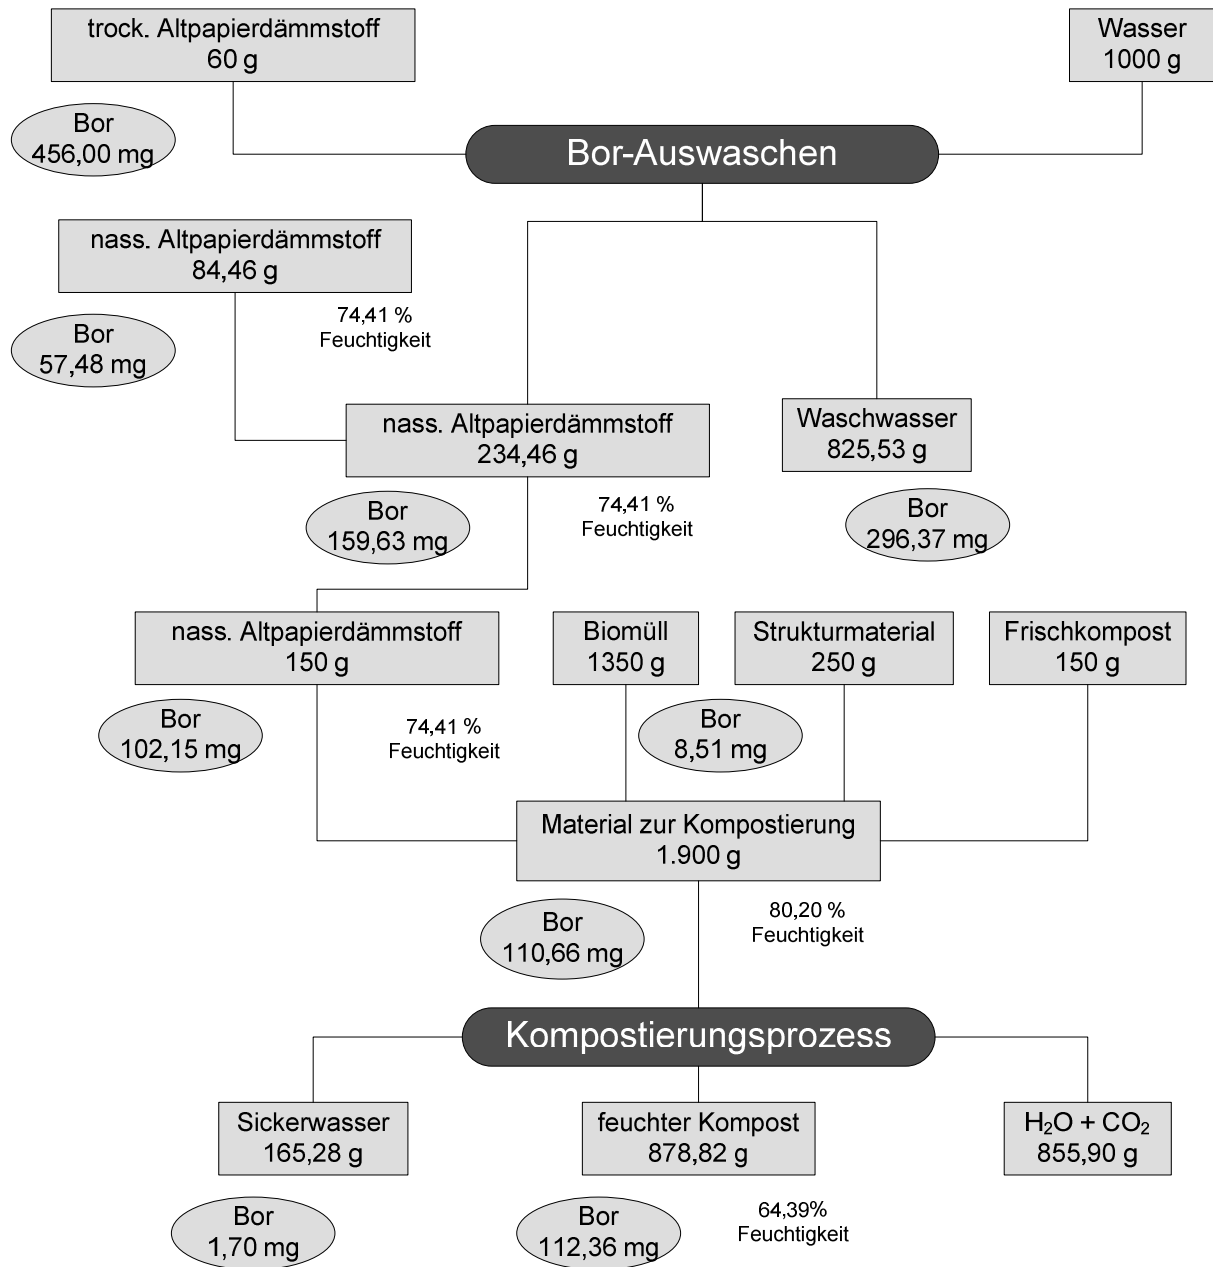 trock. Altpapierdämmstoff
60 g
Wasser
1000 g
Bor
456,00 mg
Bor-Auswaschen
nass. Altpapierdämmstoff
84,46 g
74,41 %
Feuchtigkeit
Bor
57,48 mg
nass. Altpapierdämmstoff
234,46 g
Waschwasser
825,53 g
Bor
159,63 mg
74,41 %
Feuchtigkeit
Bor
296,37 mg
nass. Altpapierdämmstoff
150 g
Biomüll
1350 g
Strukturmaterial
250 g
Frischkompost
150 g
Bor
102,15 mg
74,41 %
Feuchtigkeit
Bor
8,51 mg
Material zur Kompostierung
1.900 g
Bor
110,66 mg
80,20 %
Feuchtigkeit
Kompostierungsprozess
Sickerwasser
165,28 g
feuchter Kompost
878,82 g
H₂O + CO₂
855,90 g
Bor
1,70 mg
Bor
112,36 mg
64,39%
Feuchtigkeit